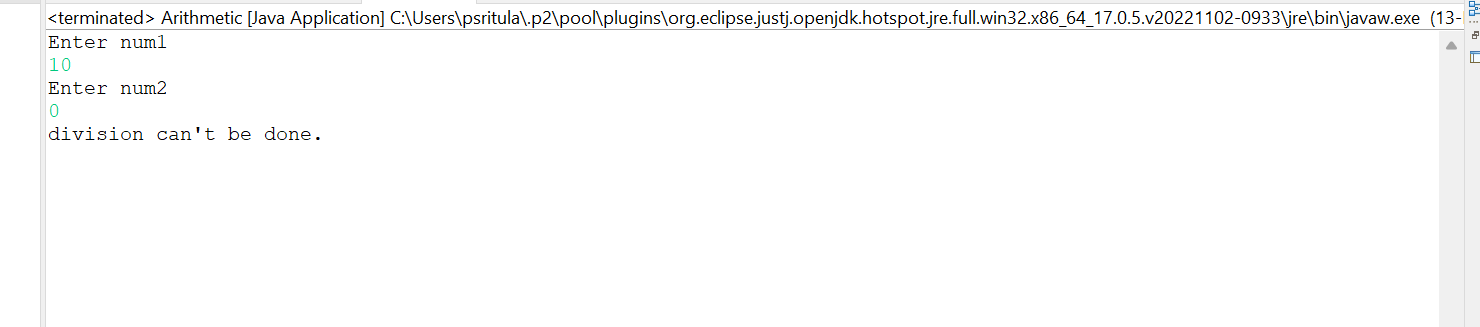 <terminated> Arithmetic [Java Application] C:\Users\psritula\.p2\pool\plugins\org.eclipse.justj.openjdk.hotspot.jre.full.win32.x86_64_17.0.5.v20221102-0933\jre\bin\javaw.exe (13-
Enter num1
10
Enter num2
0
division can't be done.